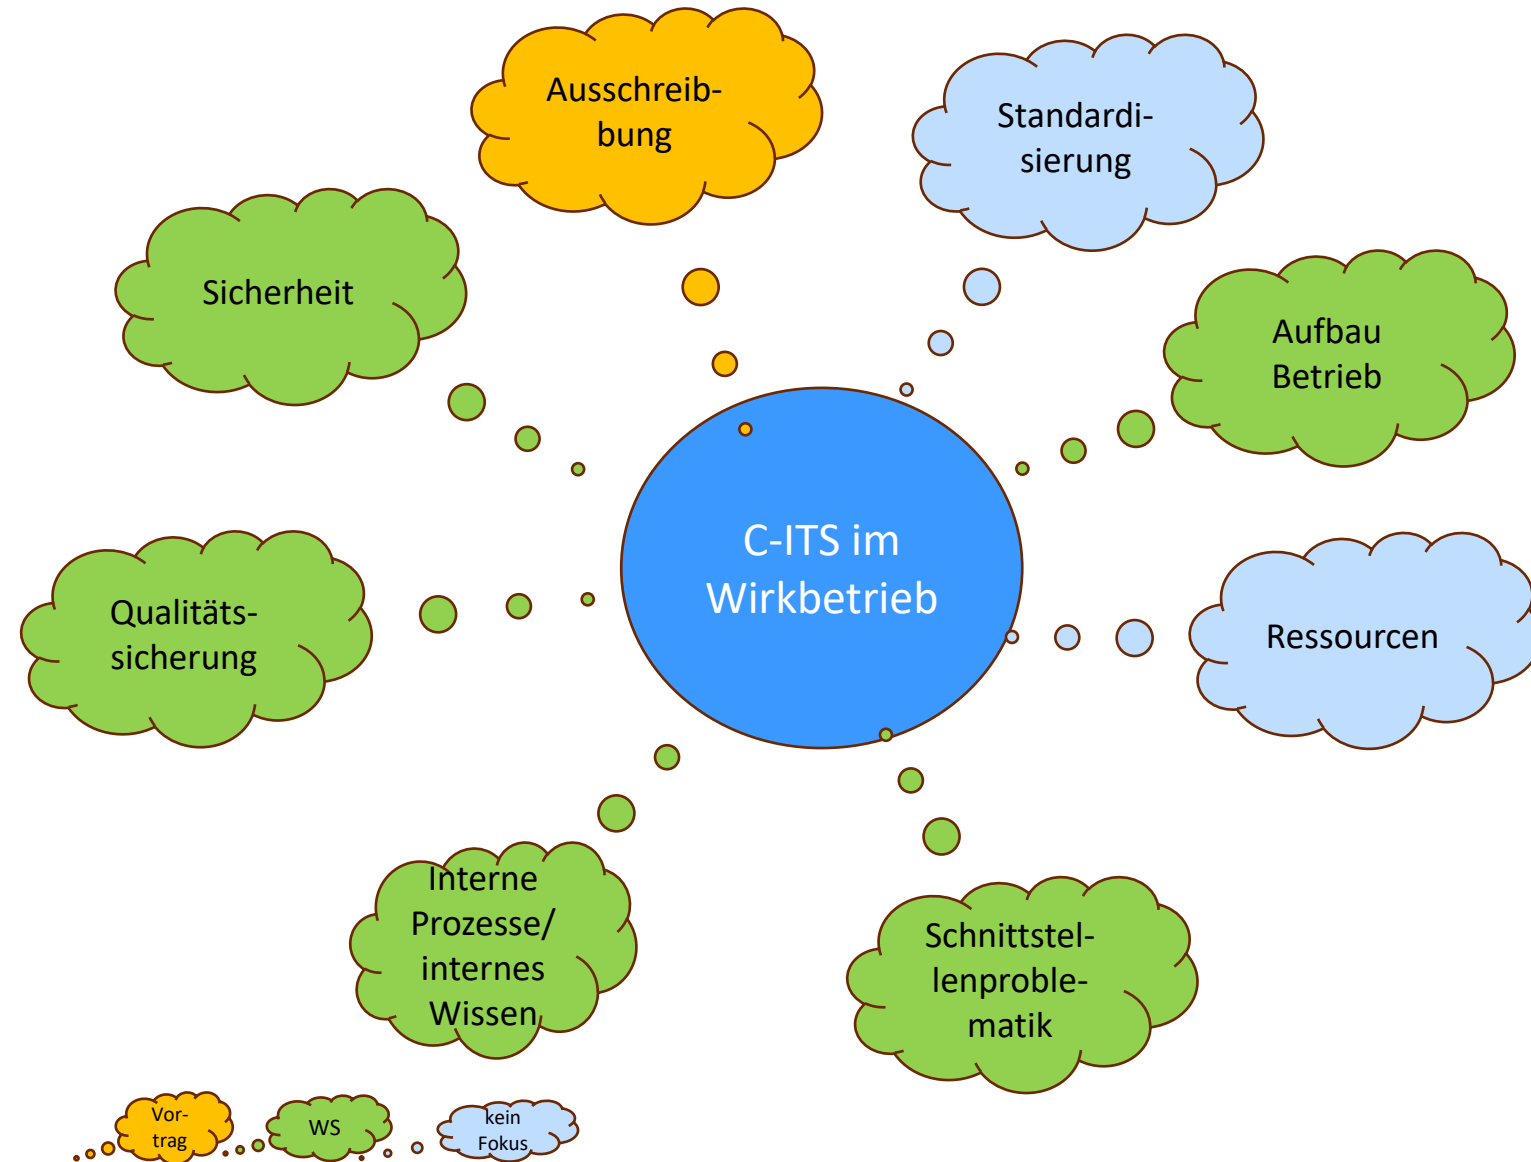 Ausschreib-
bung
Standardi-
sierung
Sicherheit
Aufbau
Betrieb
C-ITS im
Wirkbetrieb
Qualitäts-
sicherung
Ressourcen
Interne
Prozesse/
internes
Wissen
Schnittstel-
lenproble-
matik
Vor-
trag
WS
kein
Fokus